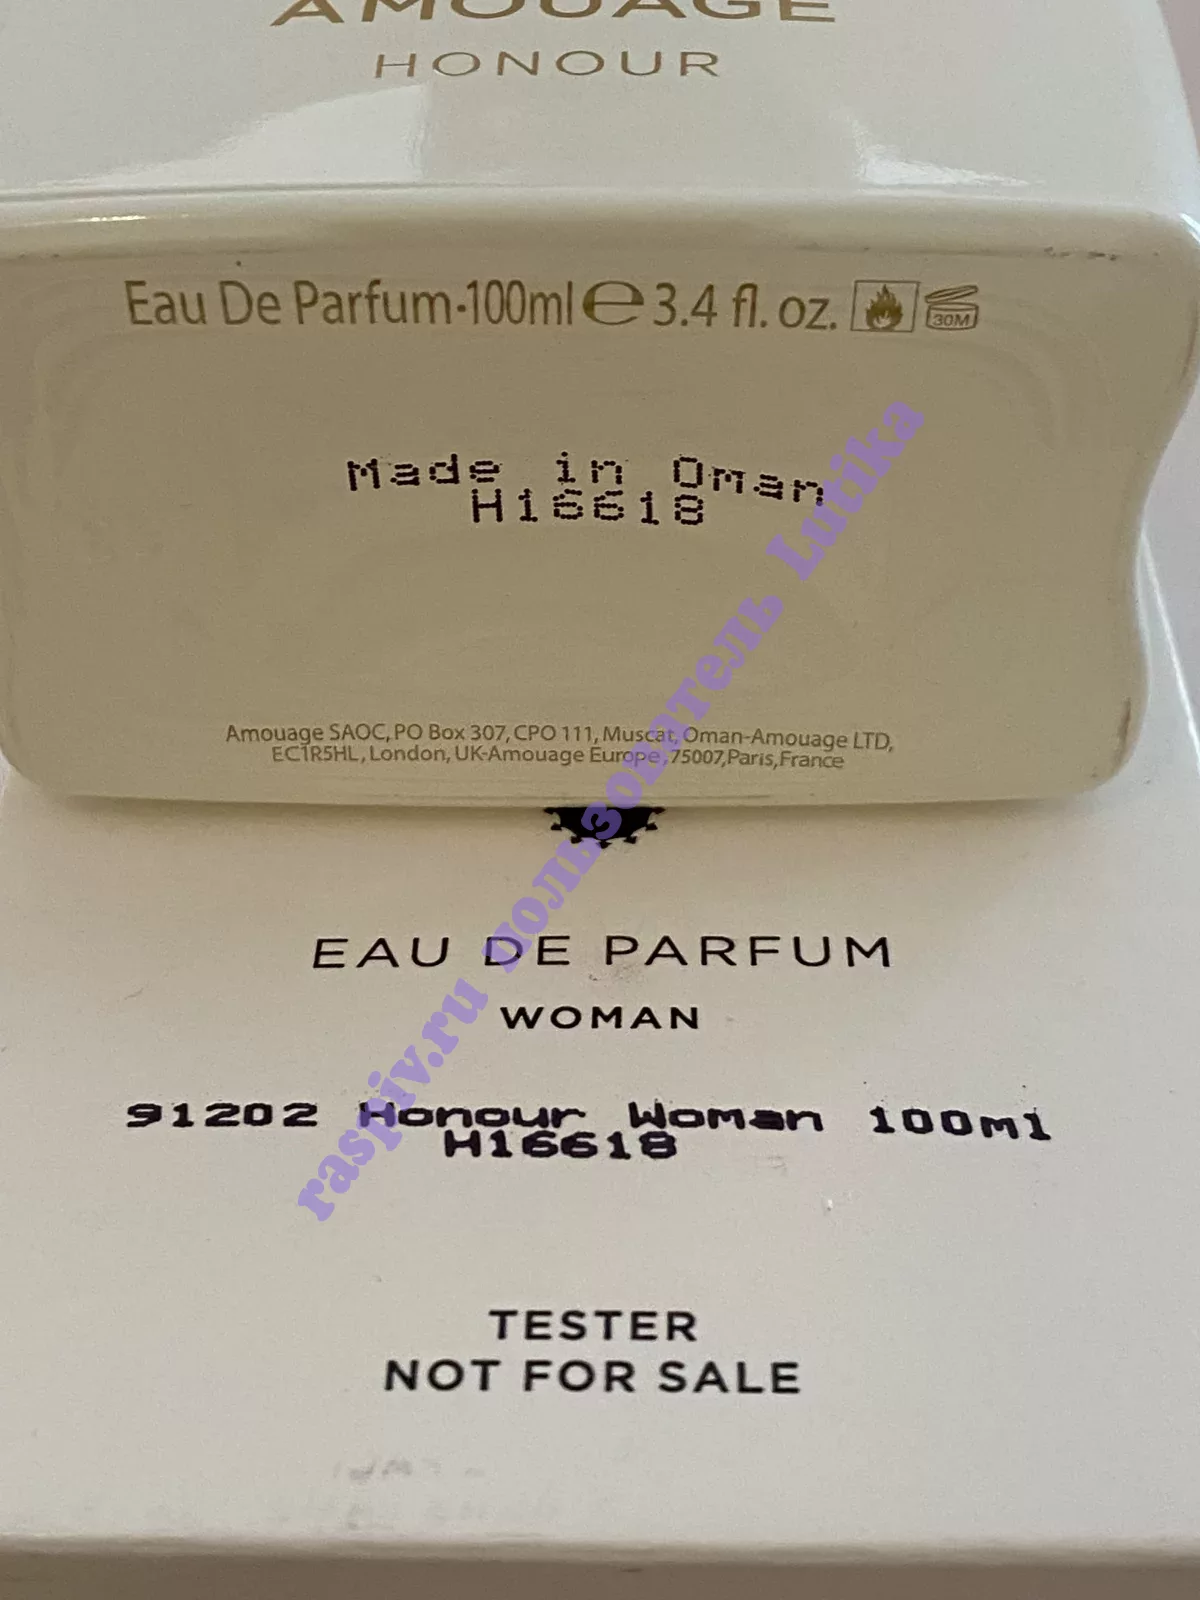 AMOUAGE
HONOUR
Eau De Parfum-100ml e 3.4 fl. oz. 30M
Made in Oman
H16618
Amouage SAOC, PO Box 307, CPO 111, Muscat, Oman-Amouage LTD,
EC1R5HL, London, UK-Amouage Europe, 75007, Paris, France
EAU DE PARFUM
WOMAN
91202 Honour Woman 100ml
H16618
TESTER
NOT FOR SALE
raspiv.ru пользователь Lutika